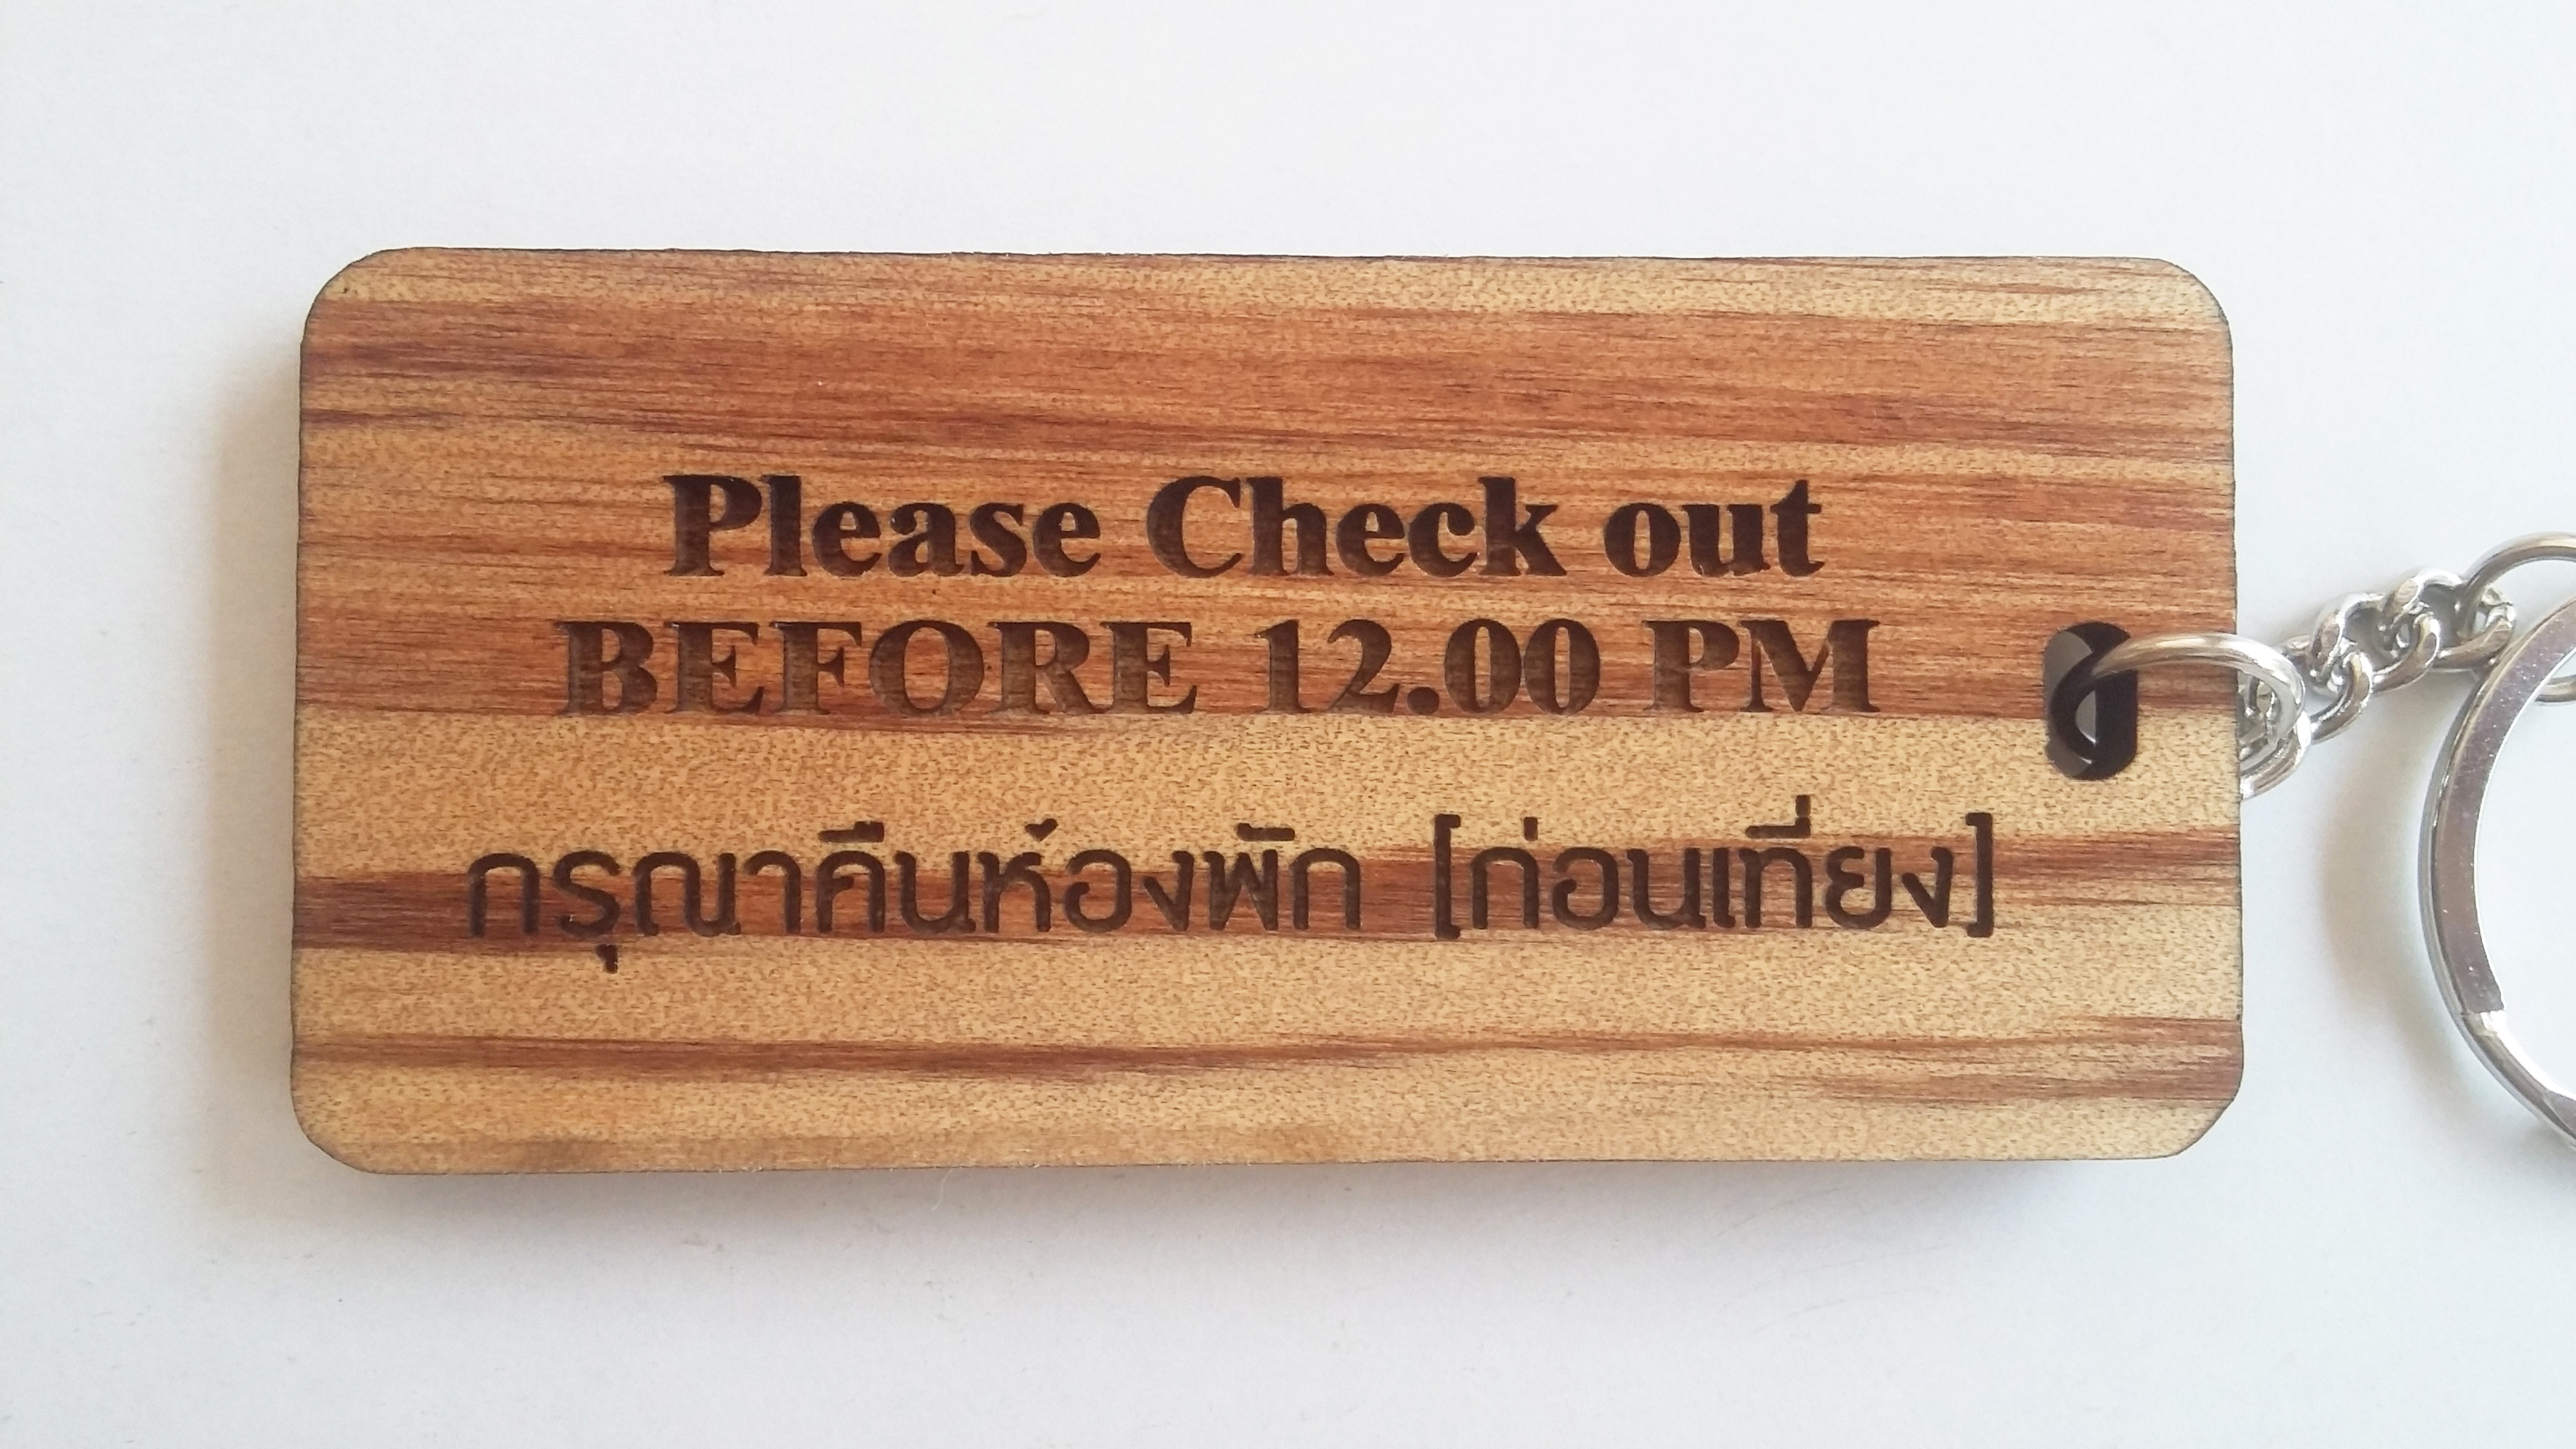 Please Check out
BEFORE 12.00 PM
กรุณาคืนห้องพัก [ก่อนเที่ยง]